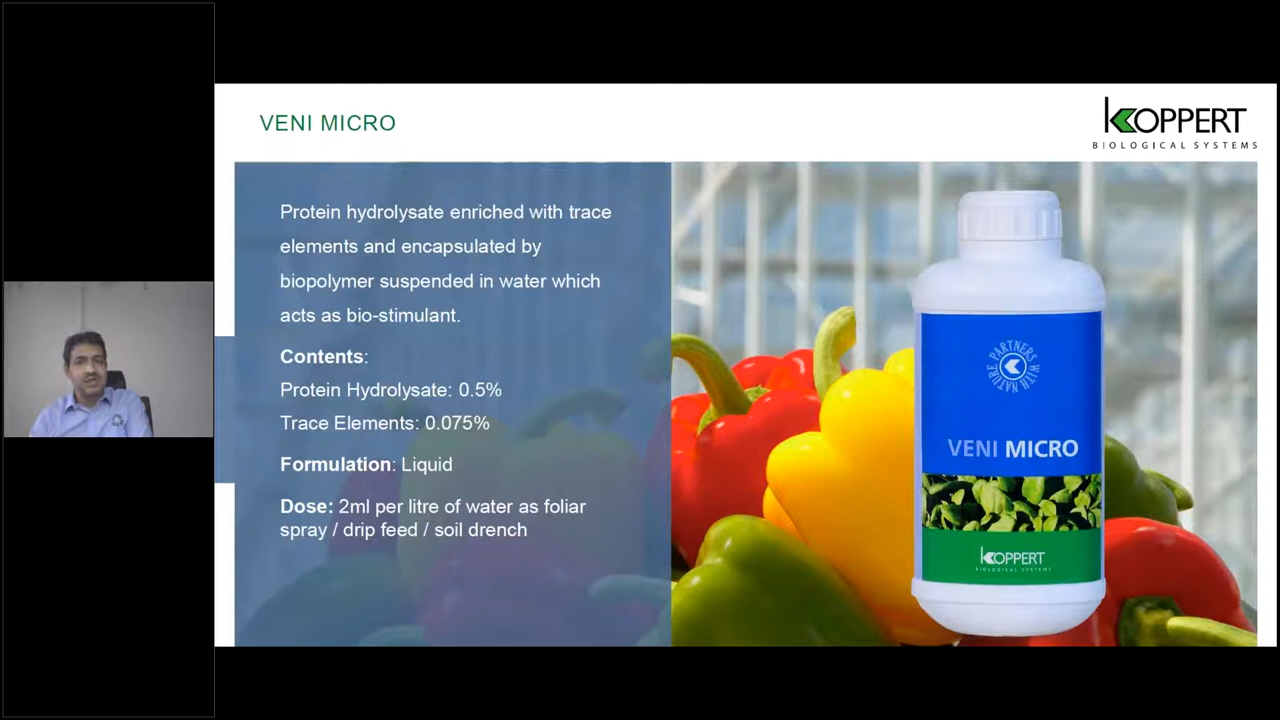 VENI MICRO
KOPPERT
BIOLOGICAL SYSTEMS
Protein hydrolysate enriched with trace
elements and encapsulated by
biopolymer suspended in water which
acts as bio-stimulant.
Contents:
Protein Hydrolysate: 0.5%
Trace Elements: 0.075%
Formulation: Liquid
Dose: 2ml per litre of water as foliar
spray / drip feed / soil drench
PARTNERS WITH NATURE
VENI MICRO
KOPPERT
BIOLOGICAL SYSTEMS